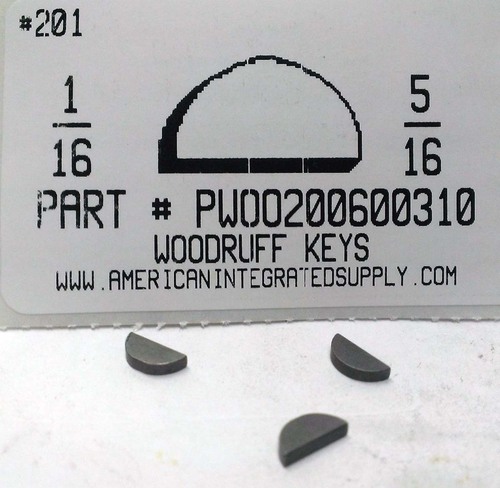 #201
1/16
5/16
PART # PW00200600310
WOODRUFF KEYS
WWW.AMERICANINTEGRATEDSUPPLY.COM